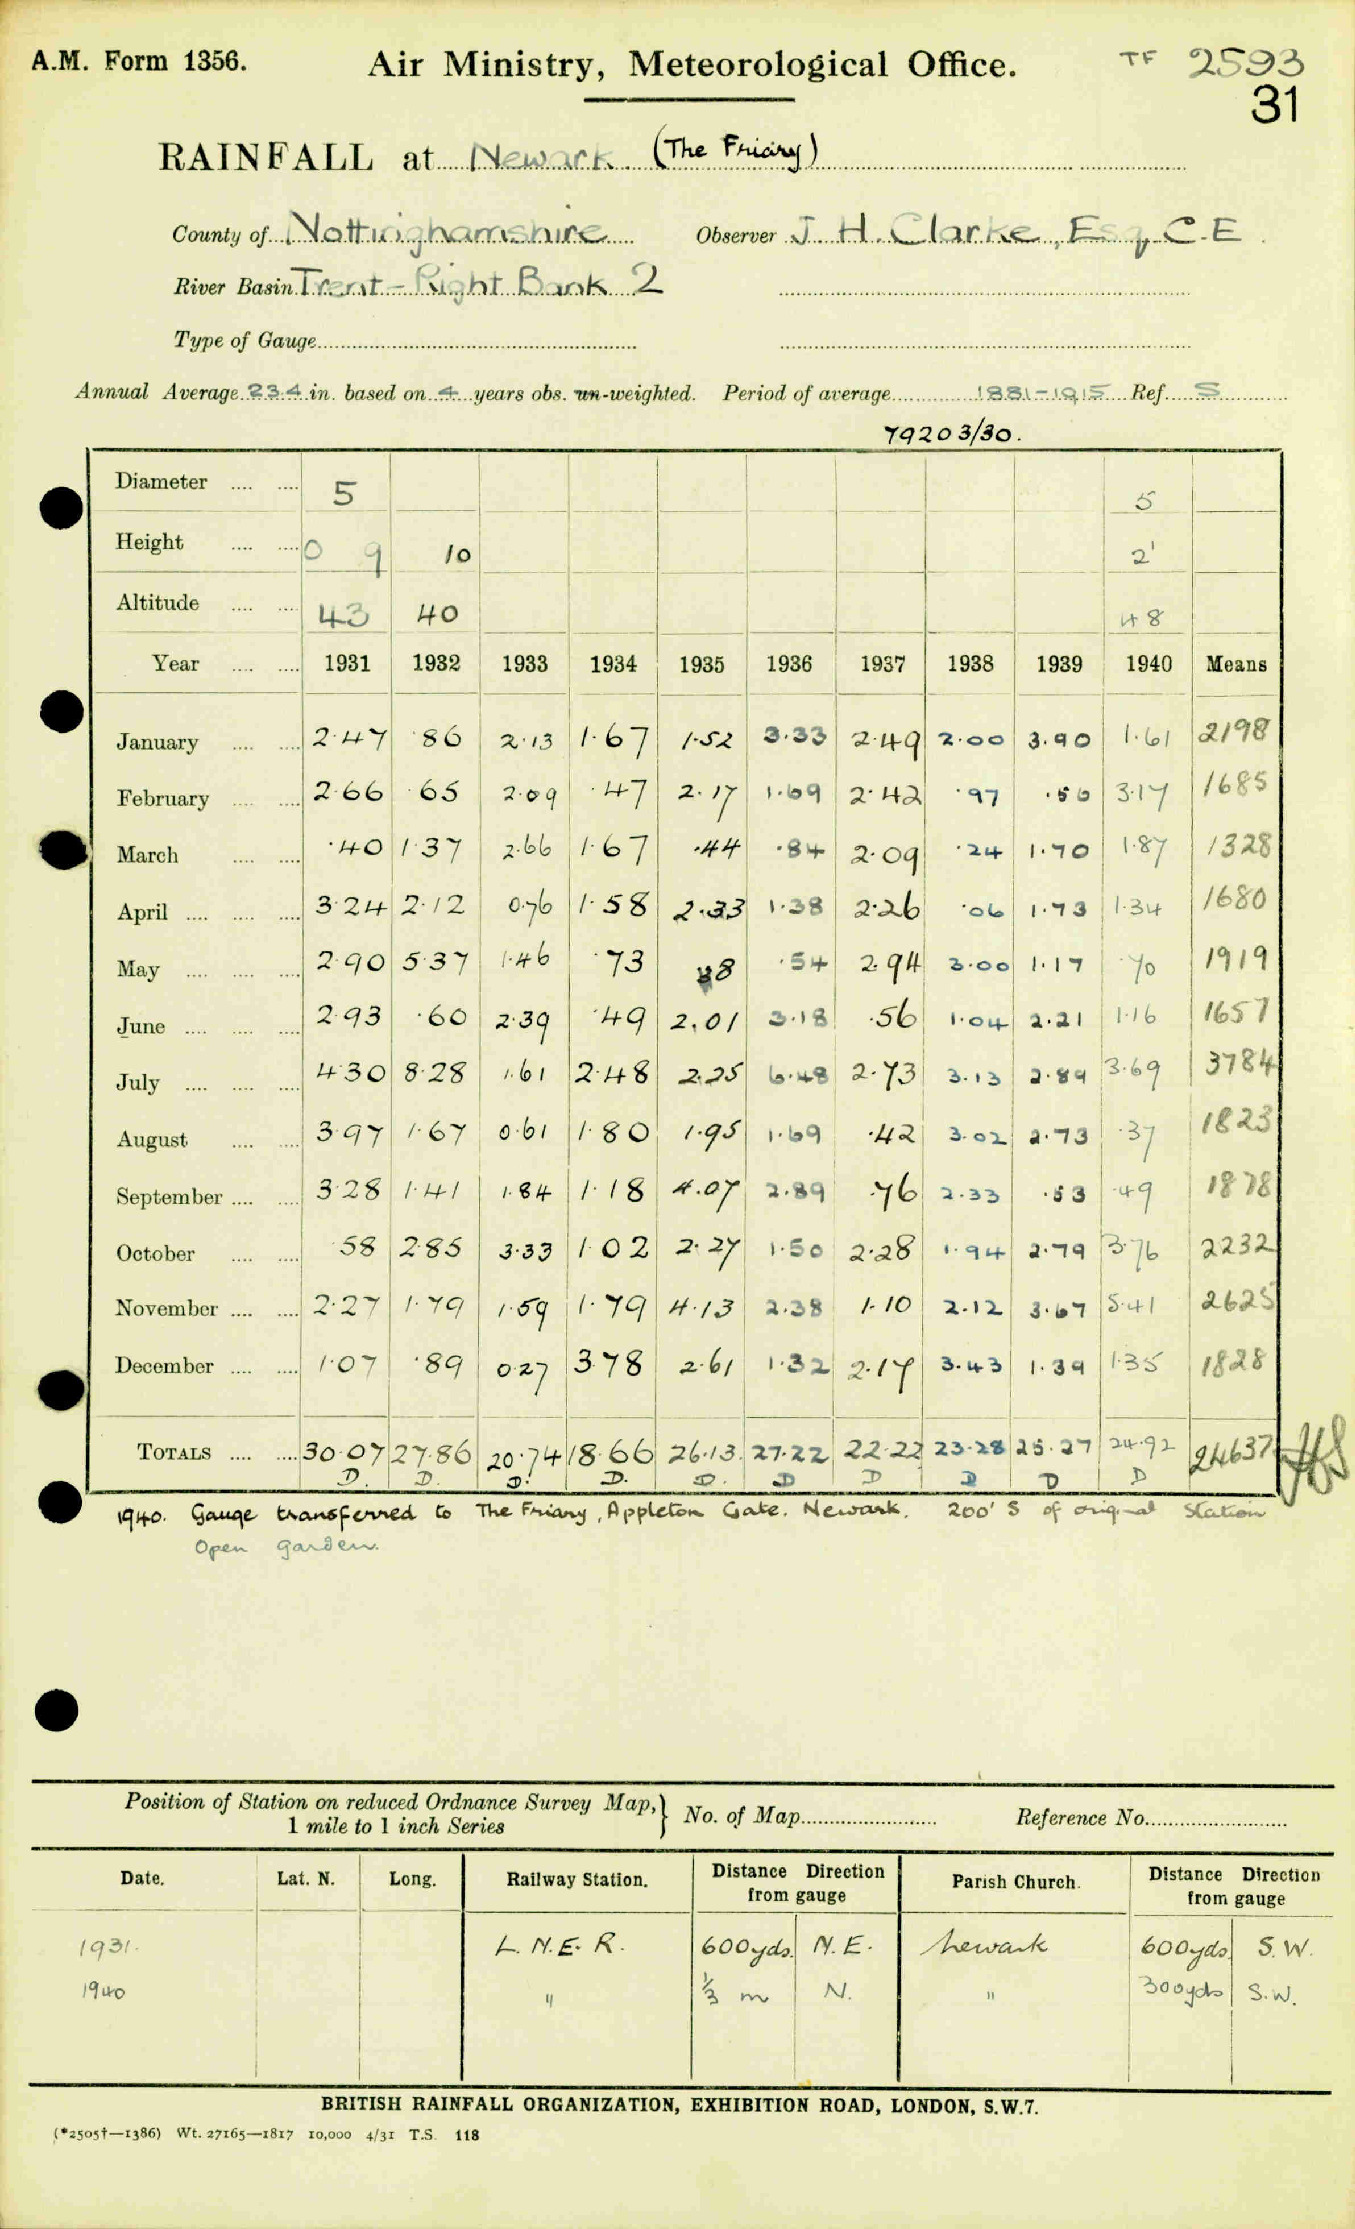 A.M. Form 1356.
Air Ministry, Meteorological Office.
TF 2593
31
RAINFALL at Newark (The Friary)
County of Nottinghamshire Observer J. H. Clarke, Esq. C.E.
River Basin Trent - Right Bank 2
Type of Gauge
Annual Average 23.4 in. based on 4 years obs. un-weighted. Period of average 1881-1915 Ref. S
79203/30.
Diameter 5 5
Height 0 9 10 2'
Altitude 43 40 48
Year 1931 1932 1933 1934 1935 1936 1937 1938 1939 1940 Means
January 2.47 .86 2.13 1.67 1.52 3.33 2.49 2.00 3.90 1.61 2198
February 2.66 .65 2.09 .47 2.17 1.69 2.42 .97 .56 3.17 1685
March .40 1.37 2.66 1.67 .44 .84 2.09 .24 1.70 1.87 1328
April 3.24 2.12 0.76 1.58 2.33 1.38 2.26 .06 1.73 1.34 1680
May 2.90 5.37 1.46 .73 .38 .54 2.94 3.00 1.17 .70 1919
June 2.93 .60 2.39 .49 2.01 3.18 .56 1.04 2.21 1.16 1657
July 4.30 8.28 1.61 2.48 2.25 6.48 2.73 3.13 2.89 3.69 3784
August 3.97 1.67 0.61 1.80 1.95 1.69 .42 3.02 2.73 .37 1823
September 3.28 1.41 1.84 1.18 4.07 2.89 .76 2.33 .53 .49 1878
October .58 2.85 3.33 1.02 2.27 1.50 2.28 1.94 2.79 3.76 2232
November 2.27 1.79 1.59 1.79 4.13 2.38 1.10 2.12 3.67 5.41 2625
December 1.07 .89 0.27 3.78 2.61 1.32 2.17 3.43 1.39 1.35 1828
TOTALS 30.07 27.86 20.74 18.66 26.13 27.22 22.22 23.28 25.27 24.92 24637
D. D. D. D. D. D D D D D
1940. Gauge transferred to The Friary, Appleton Gate. Newark. 200' S of original Station
Open garden.
Position of Station on reduced Ordnance Survey Map,
1 mile to 1 inch Series
No. of Map
Reference No.
Date. Lat. N. Long. Railway Station. Distance Direction from gauge Parish Church. Distance Direction from gauge
1931. L.N.E.R. 600yds. N.E. Newark 600yds. S.W.
1940 " 1/3 m N. " 300yds S.W.
BRITISH RAINFALL ORGANIZATION, EXHIBITION ROAD, LONDON, S.W.7.
(*2505†—1386) Wt. 27165—1817 10,000 4/31 T.S. 118